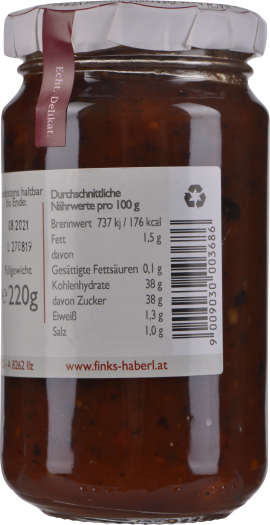 Echt. Delikat.
haltbar
Ende:
08 2021
L 270819
Füllgewicht
e 220g
A 8262 Ilz
Durchschnittliche
Nährwerte pro 100 g
Brennwert 737 kj / 176 kcal
Fett 1,5 g
davon
Gesättigte Fettsäuren 0,1 g
Kohlenhydrate 38 g
davon Zucker 38 g
Eiweiß 1,3 g
Salz 1,0 g
www.finks-haberl.at
9 009030 003686